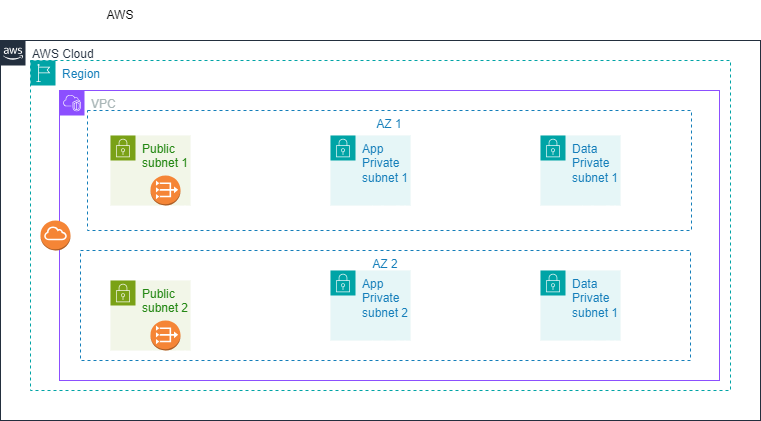 AWS
aws
AWS Cloud
Region
VPC
AZ 1
Public
subnet 1
App
Private
subnet 1
Data
Private
subnet 1
AZ 2
Public
subnet 2
App
Private
subnet 2
Data
Private
subnet 1